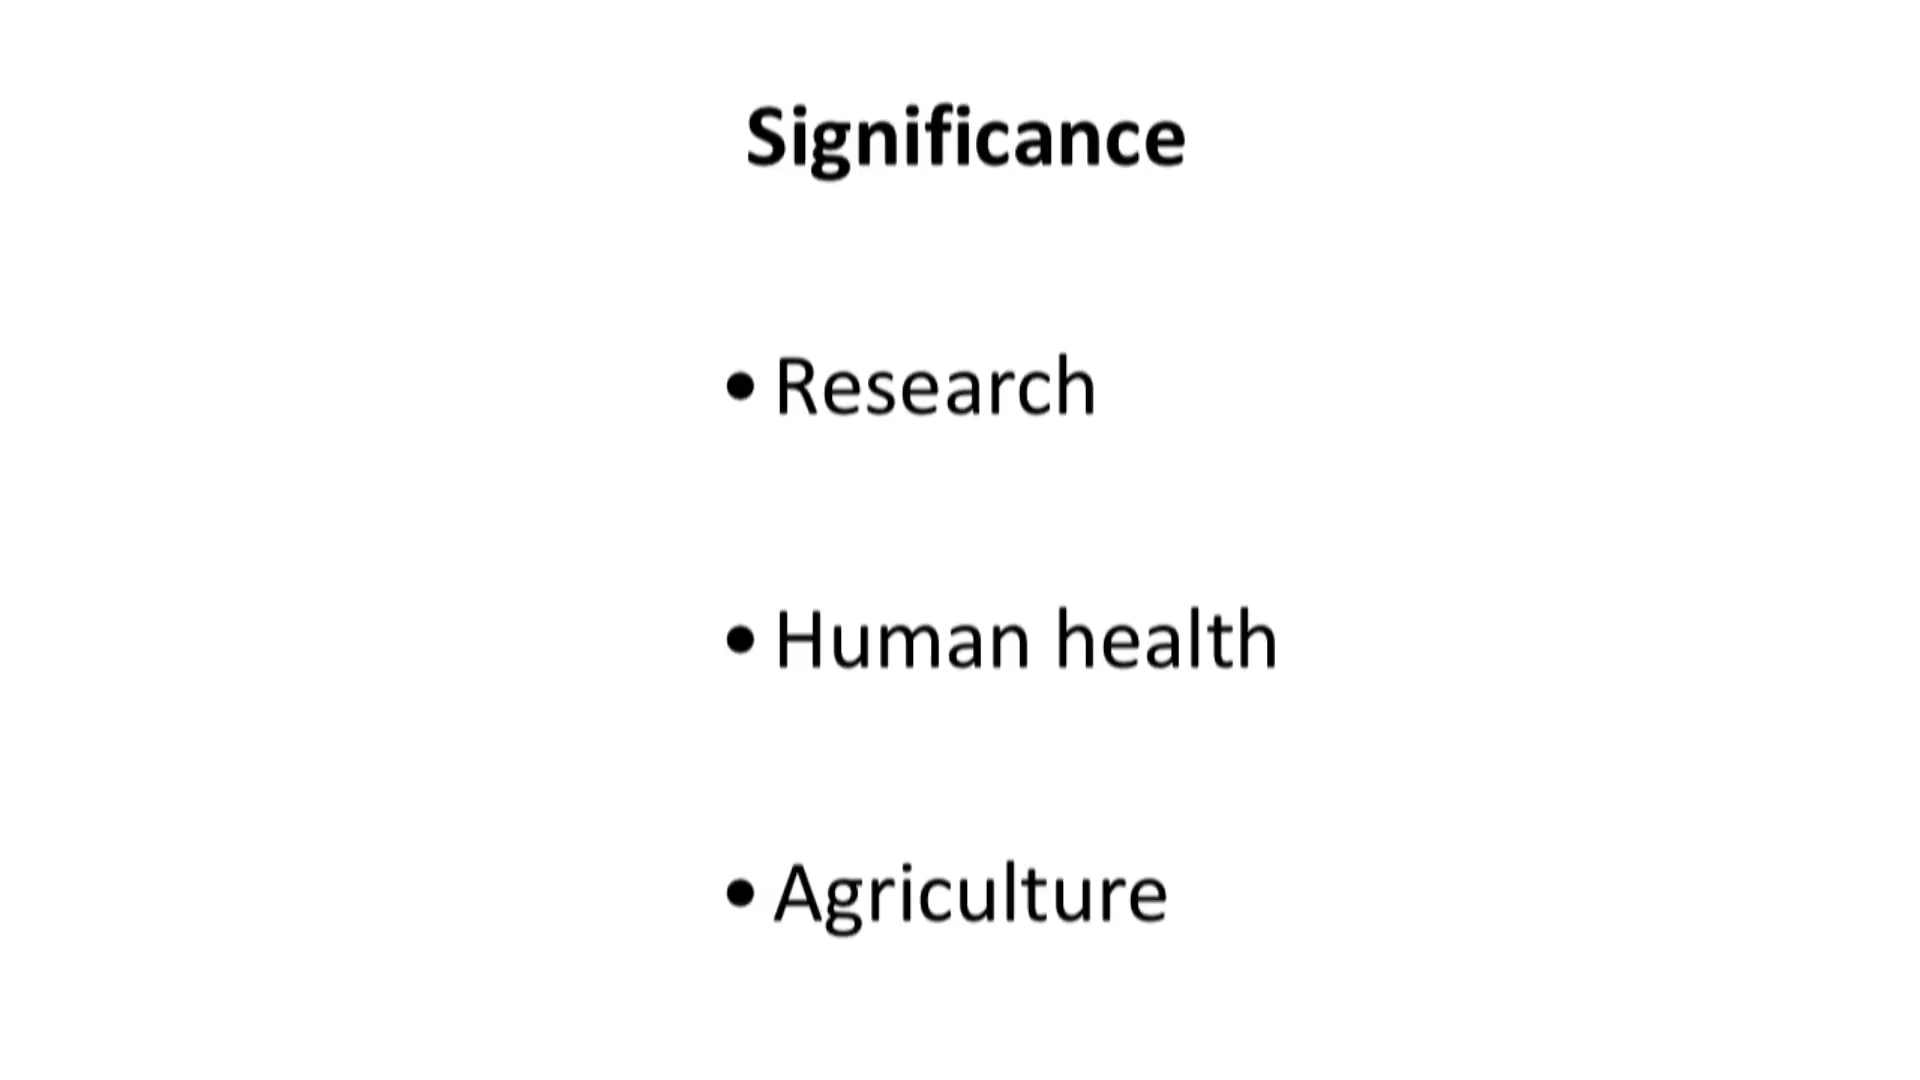 Significance
• Research
• Human health
• Agriculture